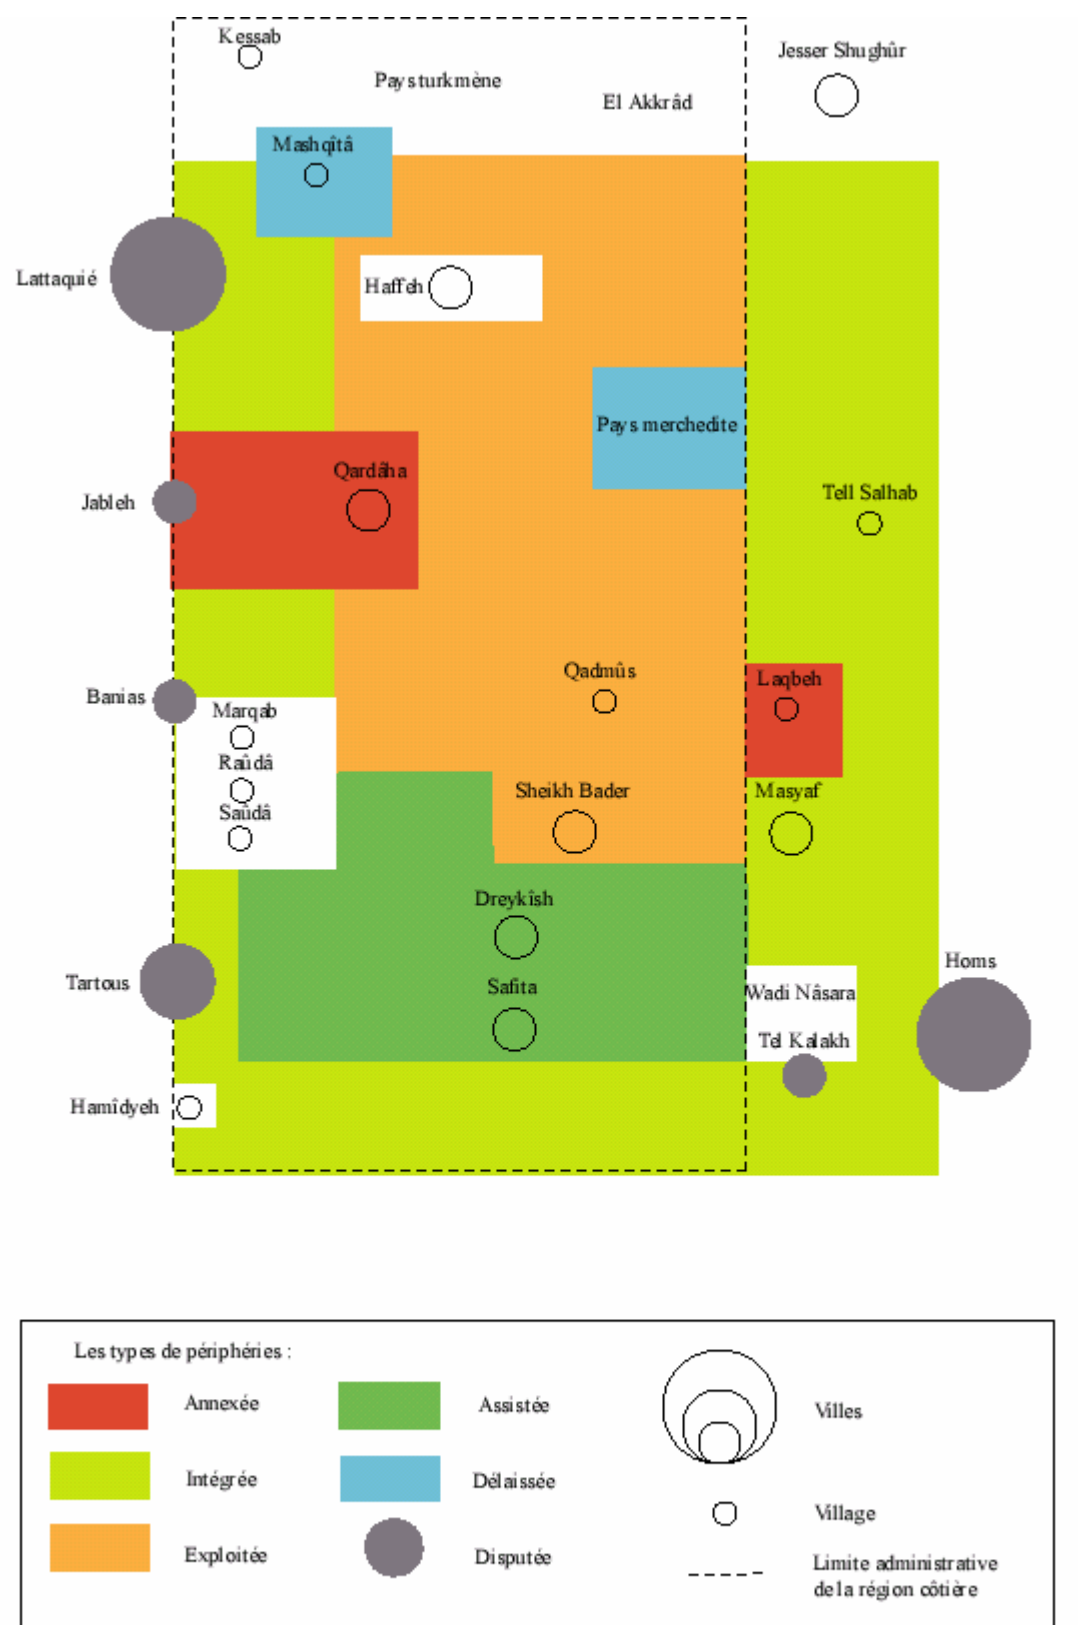 Kessab
Jesser Shughûr
Pays turkmène
El Akkrâd
Mashqîtâ
Lattaquié
Haffeh
Pays merchedite
Qardâha
Tell Salhab
Jableh
Qadmûs
Laqbeh
Banias
Marqab
Raûdâ
Sheikh Bader
Masyaf
Saûdâ
Dreykîsh
Homs
Tartous
Safita
Wadi Nâsara
Tel Kalakh
Hamîdyeh
Les types de périphéries :
Annexée
Assistée
Villes
Intégrée
Délaissée
Village
Exploitée
Disputée
Limite administrative
de la région côtière